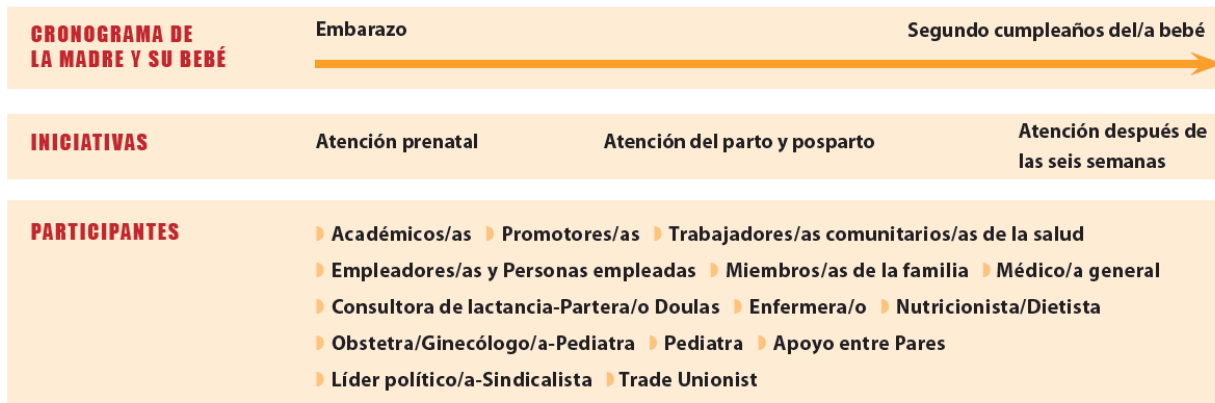 CRONOGRAMA DE
LA MADRE Y SU BEBÉ
Embarazo
Segundo cumpleaños del/a bebé
INICIATIVAS
Atención prenatal
Atención del parto y posparto
Atención después de
las seis semanas
PARTICIPANTES
Académicos/as Promotores/as Trabajadores/as comunitarios/as de la salud
Empleadores/as y Personas empleadas Miembros/as de la familia Médico/a general
Consultora de lactancia-Partera/o Doulas Enfermera/o Nutricionista/Dietista
Obstetra/Ginecólogo/a-Pediatra Pediatra Apoyo entre Pares
Líder político/a-Sindicalista Trade Unionist